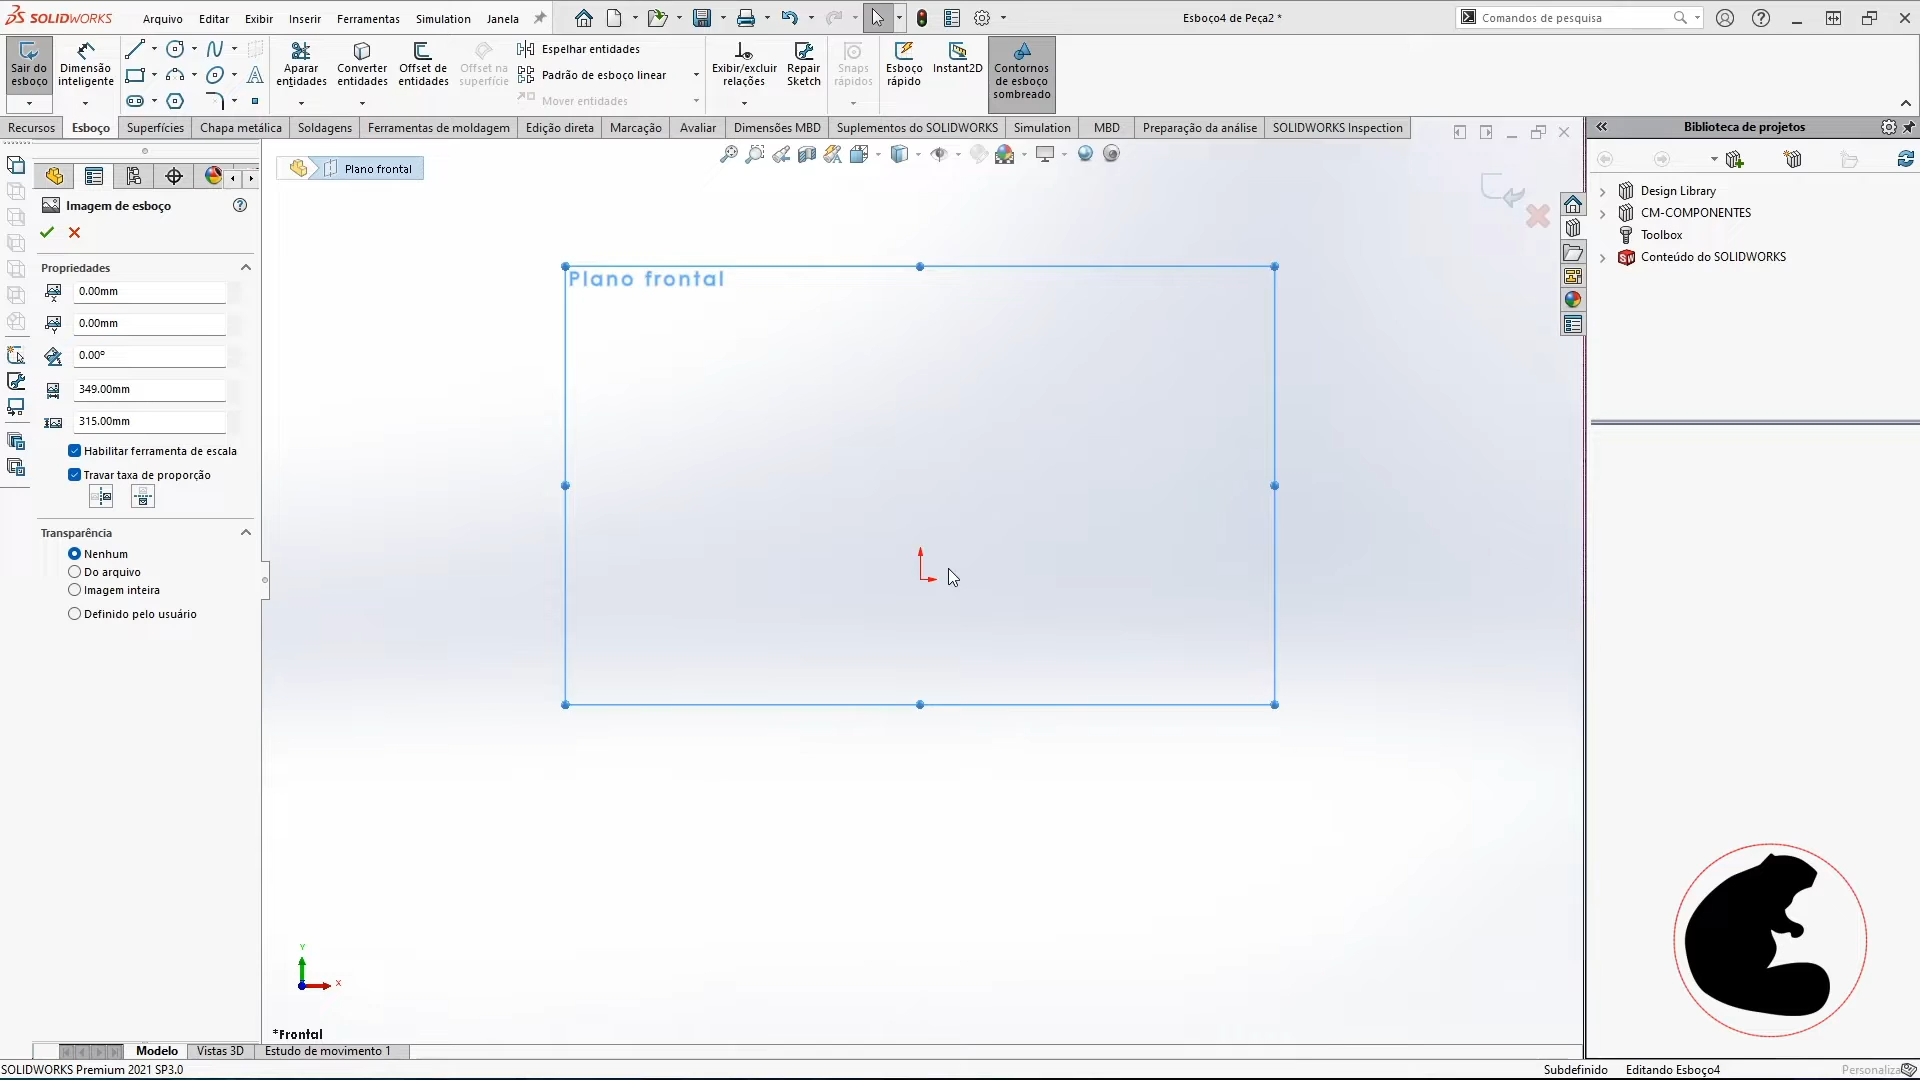 SOLIDWORKS
Arquivo
Editar
Exibir
Inserir
Ferramentas
Simulation
Janela
Esboço4 de Peça2 *
Comandos de pesquisa
Sair do esboço
Dimensão inteligente
Aparar entidades
Converter entidades
Offset de entidades
Offset na superfície
Espelhar entidades
Padrão de esboço linear
Mover entidades
Exibir/excluir relações
Repair Sketch
Snaps rápidos
Esboço rápido
Instant2D
Contornos de esboço sombreado
Recursos
Esboço
Superfícies
Chapa metálica
Soldagens
Ferramentas de moldagem
Edição direta
Marcação
Avaliar
Dimensões MBD
Suplementos do SOLIDWORKS
Simulation
MBD
Preparação da análise
SOLIDWORKS Inspection
Biblioteca de projetos
Plano frontal
Design Library
CM-COMPONENTES
Toolbox
Conteúdo do SOLIDWORKS
Imagem de esboço
Propriedades
0.00mm
0.00mm
0.00º
349.00mm
315.00mm
Habilitar ferramenta de escala
Travar taxa de proporção
Transparência
Nenhum
Do arquivo
Imagem inteira
Definido pelo usuário
Plano frontal
Y
X
*Frontal
Modelo
Vistas 3D
Estudo de movimento 1
SOLIDWORKS Premium 2021 SP3.0
Subdefinido
Editando Esboço4
Personaliza